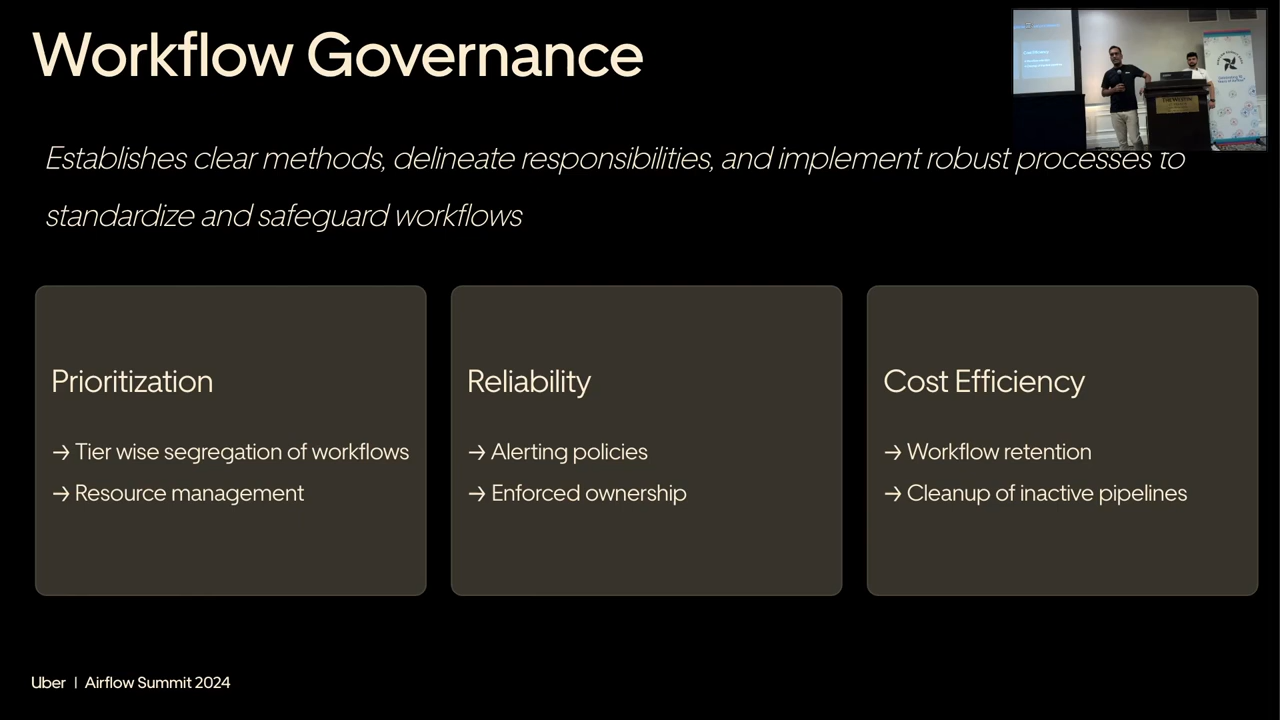 Workflow Governance
Establishes clear methods, delineate responsibilities, and implement robust processes to
standardize and safeguard workflows
Prioritization
→ Tier wise segregation of workflows
→ Resource management
Reliability
→ Alerting policies
→ Enforced ownership
Cost Efficiency
→ Workflow retention
→ Cleanup of inactive pipelines
Uber | Airflow Summit 2024